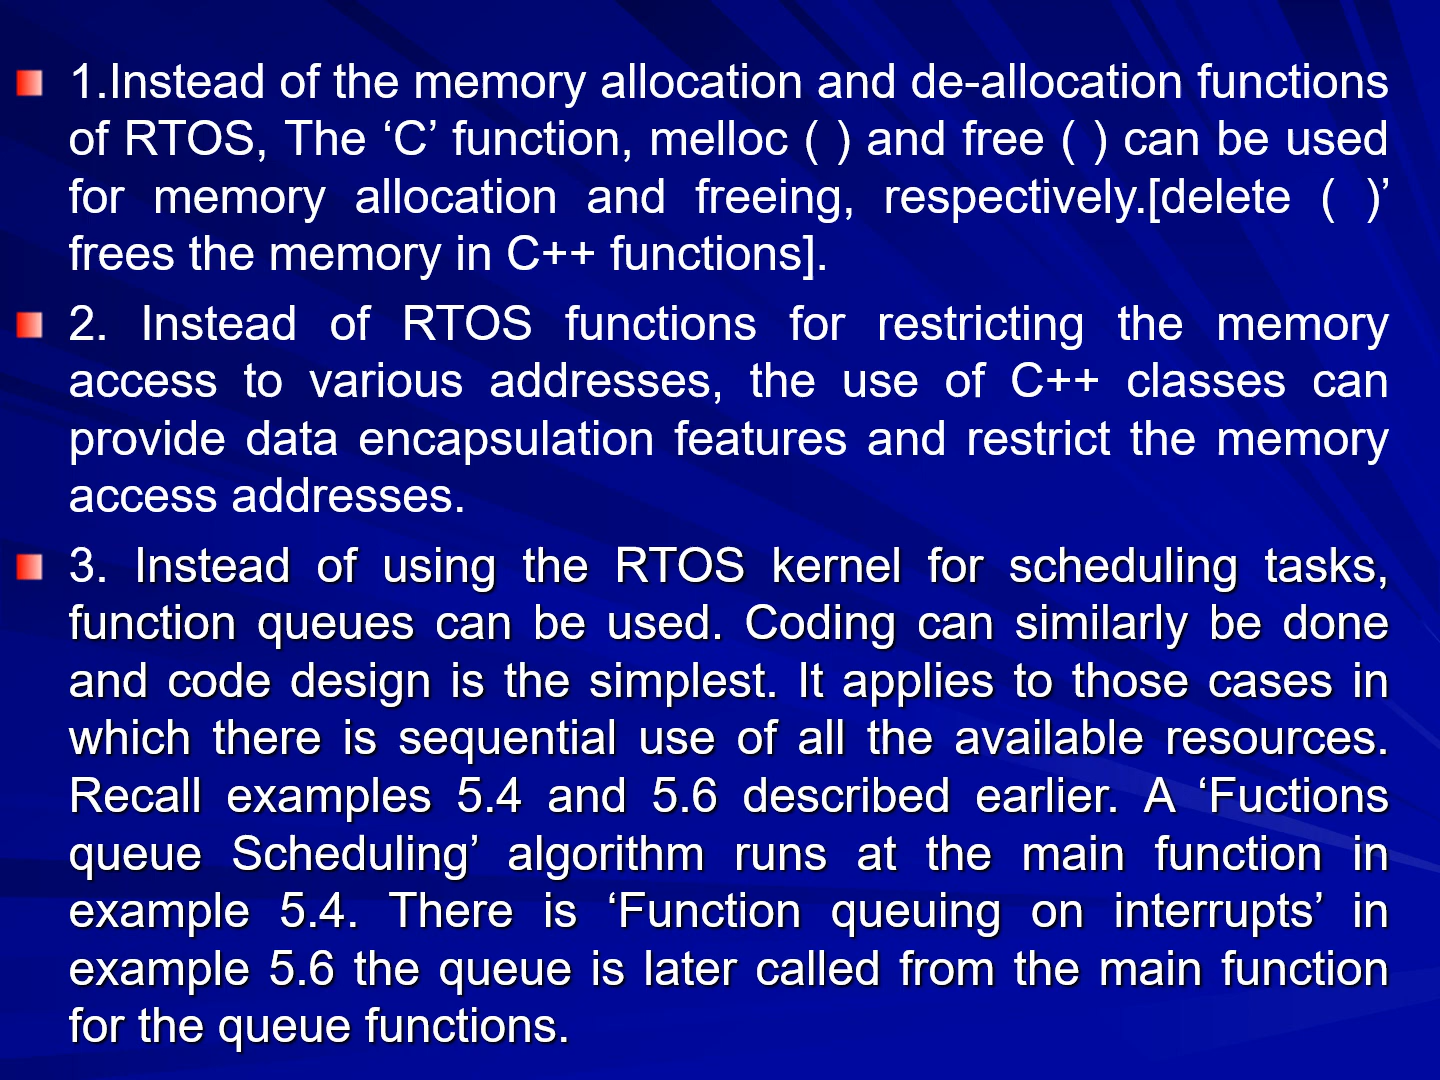 1.Instead of the memory allocation and de-allocation functions
of RTOS, The ‘C’ function, melloc ( ) and free ( ) can be used
for memory allocation and freeing, respectively.[delete ( )’
frees the memory in C++ functions].
2. Instead of RTOS functions for restricting the memory
access to various addresses, the use of C++ classes can
provide data encapsulation features and restrict the memory
access addresses.
3. Instead of using the RTOS kernel for scheduling tasks,
function queues can be used. Coding can similarly be done
and code design is the simplest. It applies to those cases in
which there is sequential use of all the available resources.
Recall examples 5.4 and 5.6 described earlier. A ‘Fuctions
queue Scheduling’ algorithm runs at the main function in
example 5.4. There is ‘Function queuing on interrupts’ in
example 5.6 the queue is later called from the main function
for the queue functions.